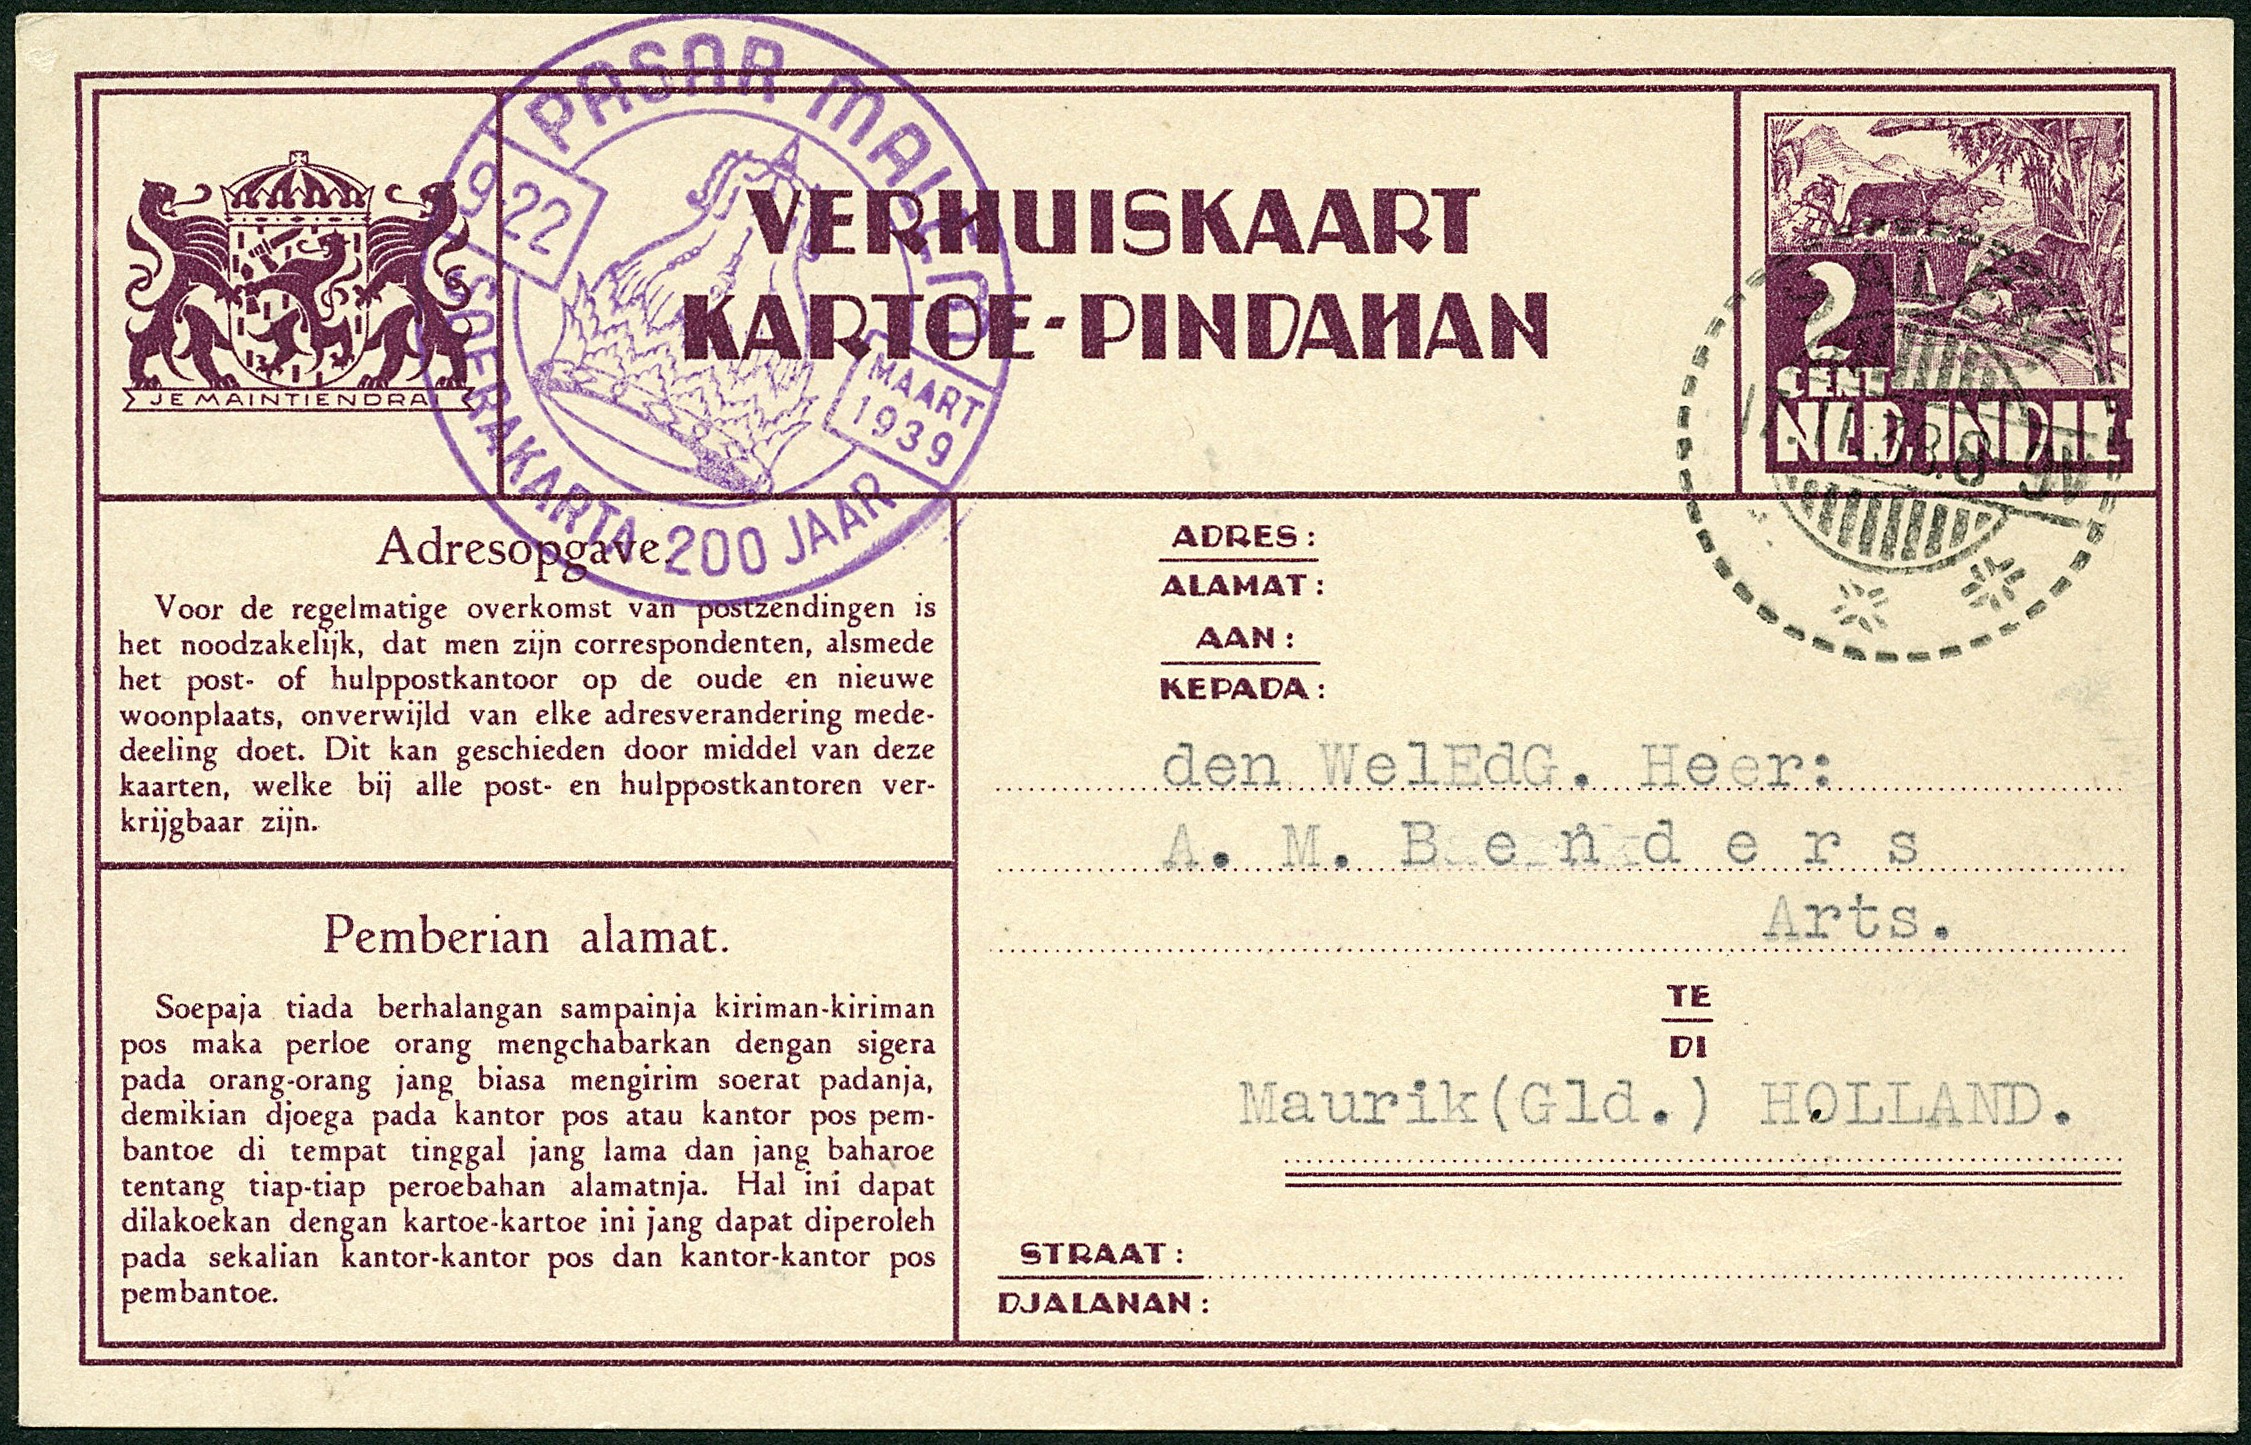 PASAR MALEM
19-22
MAART
1939
SOERAKARTA 200 JAAR
JE MAINTIENDRAI
VERHUISKAART
KARTOE-PINDAHAN
2
CENT
NED. INDIE
38.8-9V
Adresopgave.
Voor de regelmatige overkomst van postzendingen is
het noodzakelijk, dat men zijn correspondenten, alsmede
het post- of hulppostkantoor op de oude en nieuwe
woonplaats, onverwijld van elke adresverandering mede-
deeling doet. Dit kan geschieden door middel van deze
kaarten, welke bij alle post- en hulppostkantoren ver-
krijgbaar zijn.
Pemberian alamat.
Soepaja tiada berhalangan sampainja kiriman-kiriman
pos maka perloe orang mengchabarkan dengan sigera
pada orang-orang jang biasa mengirim soerat padanja,
demikian djoega pada kantor pos atau kantor pos pem-
bantoe di tempat tinggal jang lama dan jang baharoe
tentang tiap-tiap peroebahan alamatnja. Hal ini dapat
dilakoekan dengan kartoe-kartoe ini jang dapat diperoleh
pada sekalian kantor-kantor pos dan kantor-kantor pos
pembantoe.
ADRES:
ALAMAT:
AAN:
KEPADA:
den WelEdG. Heer:
A. M. B e n d e r s
Arts.
TE
DI
Maurik(Gld.) HOLLAND.
STRAAT:
DJALANAN: